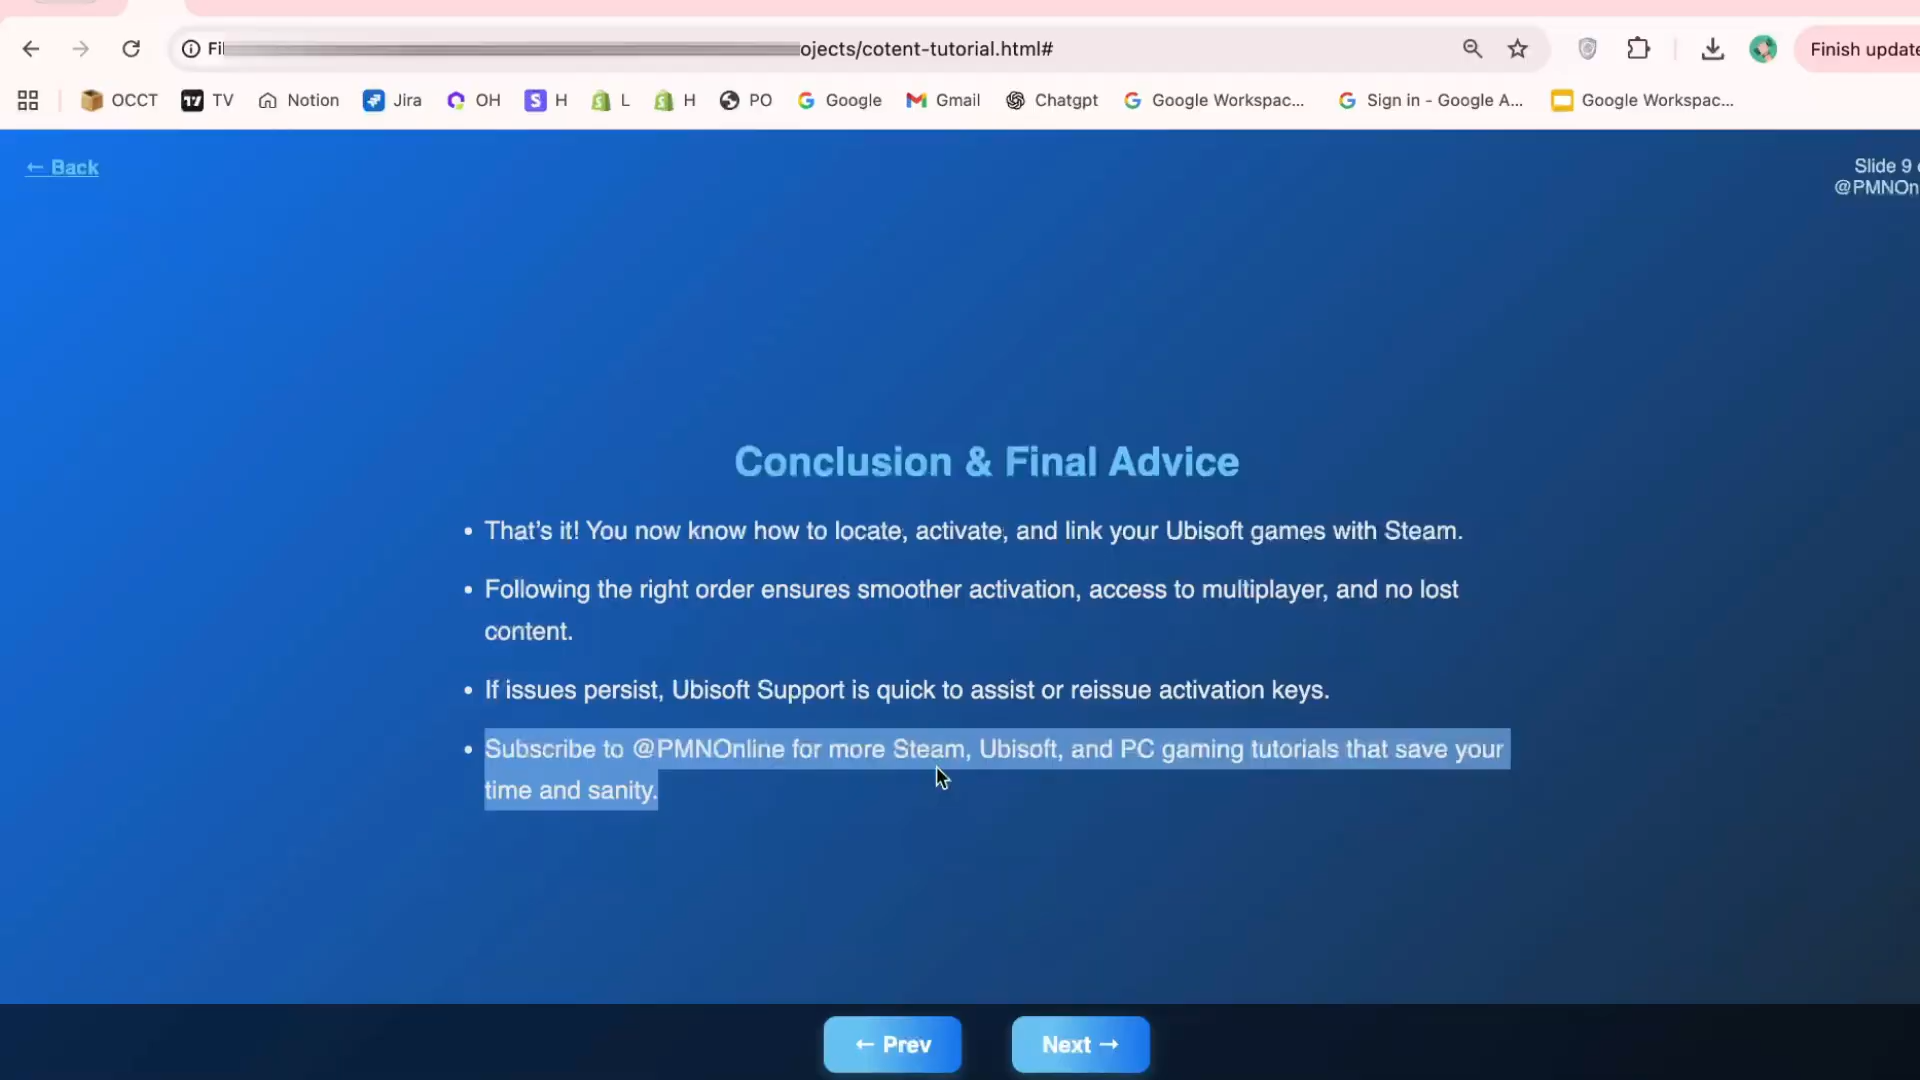 Fi ojects/cotent-tutorial.html#
Finish update
OCCT TV Notion Jira OH H L H PO Google Gmail Chatgpt Google Workspac... Sign in - Google A... Google Workspac...
← Back
Slide 9
@PMNOn
Conclusion & Final Advice
• That’s it! You now know how to locate, activate, and link your Ubisoft games with Steam.
• Following the right order ensures smoother activation, access to multiplayer, and no lost
content.
• If issues persist, Ubisoft Support is quick to assist or reissue activation keys.
• Subscribe to @PMNOnline for more Steam, Ubisoft, and PC gaming tutorials that save your
time and sanity.
← Prev
Next →